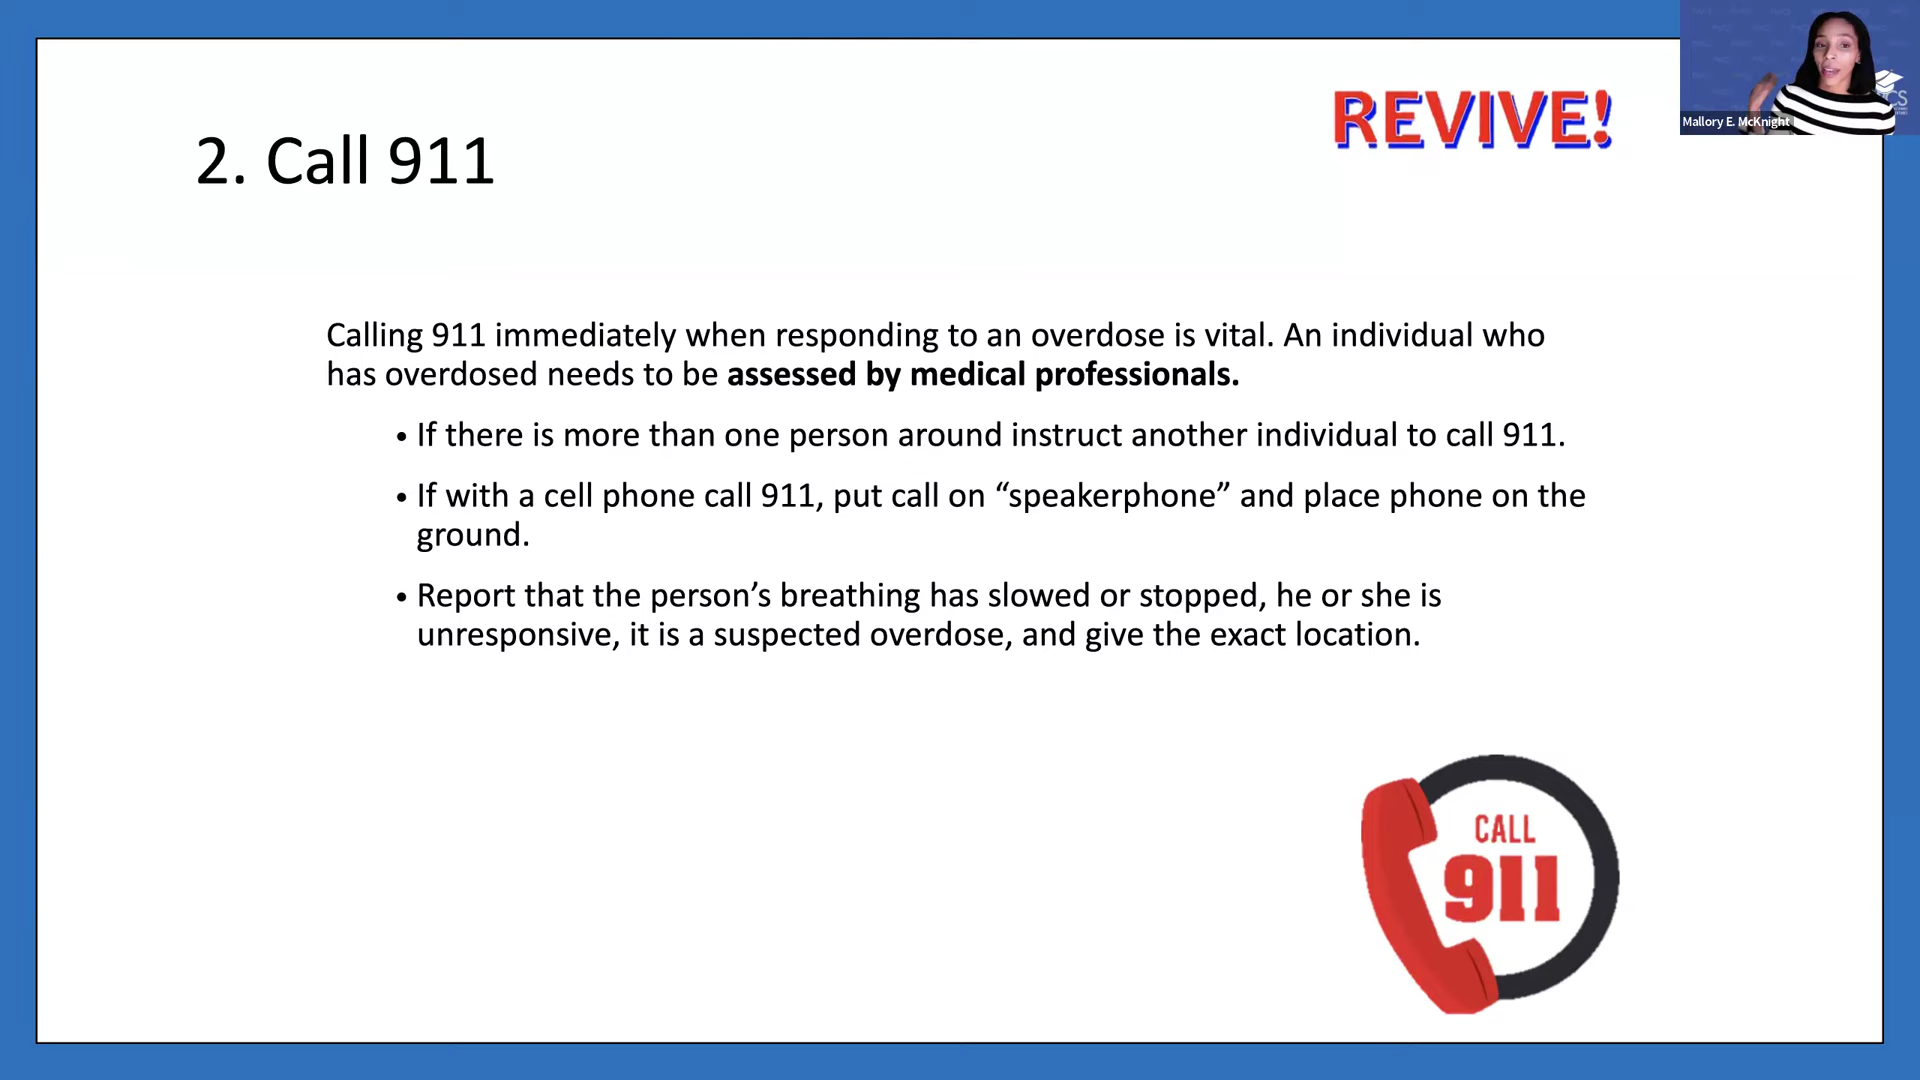 REVIVE!
Mallory E. McKnight
2. Call 911
Calling 911 immediately when responding to an overdose is vital. An individual who
has overdosed needs to be assessed by medical professionals.
• If there is more than one person around instruct another individual to call 911.
• If with a cell phone call 911, put call on “speakerphone” and place phone on the
ground.
• Report that the person’s breathing has slowed or stopped, he or she is
unresponsive, it is a suspected overdose, and give the exact location.
CALL
911